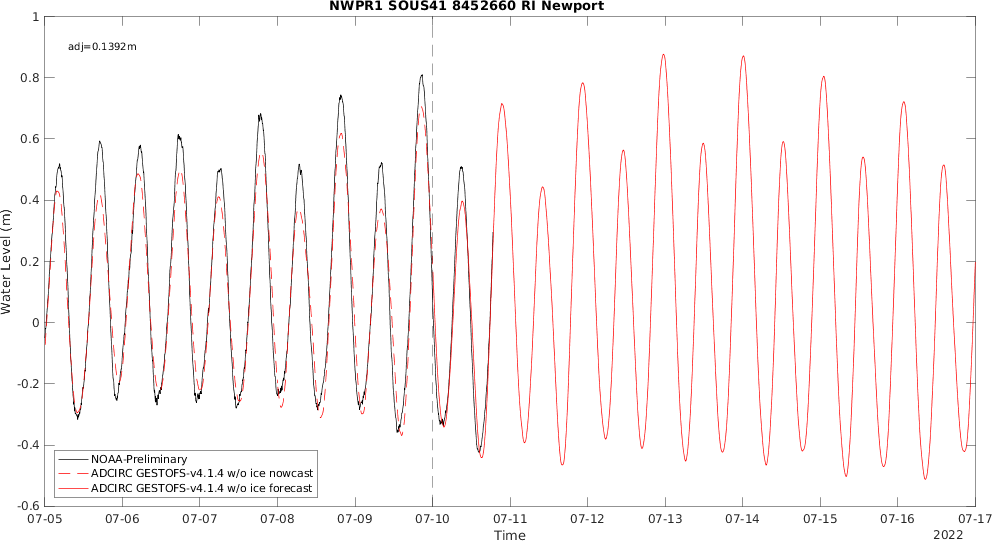 NWPR1 SOUS41 8452660 RI Newport
adj=0.1392m
1
0.8
0.6
0.4
0.2
0
-0.2
-0.4
-0.6
Water Level (m)
NOAA-Preliminary
ADCIRC GESTOFS-v4.1.4 w/o ice nowcast
ADCIRC GESTOFS-v4.1.4 w/o ice forecast
07-05 07-06 07-07 07-08 07-09 07-10 07-11 07-12 07-13 07-14 07-15 07-16 07-17
Time
2022